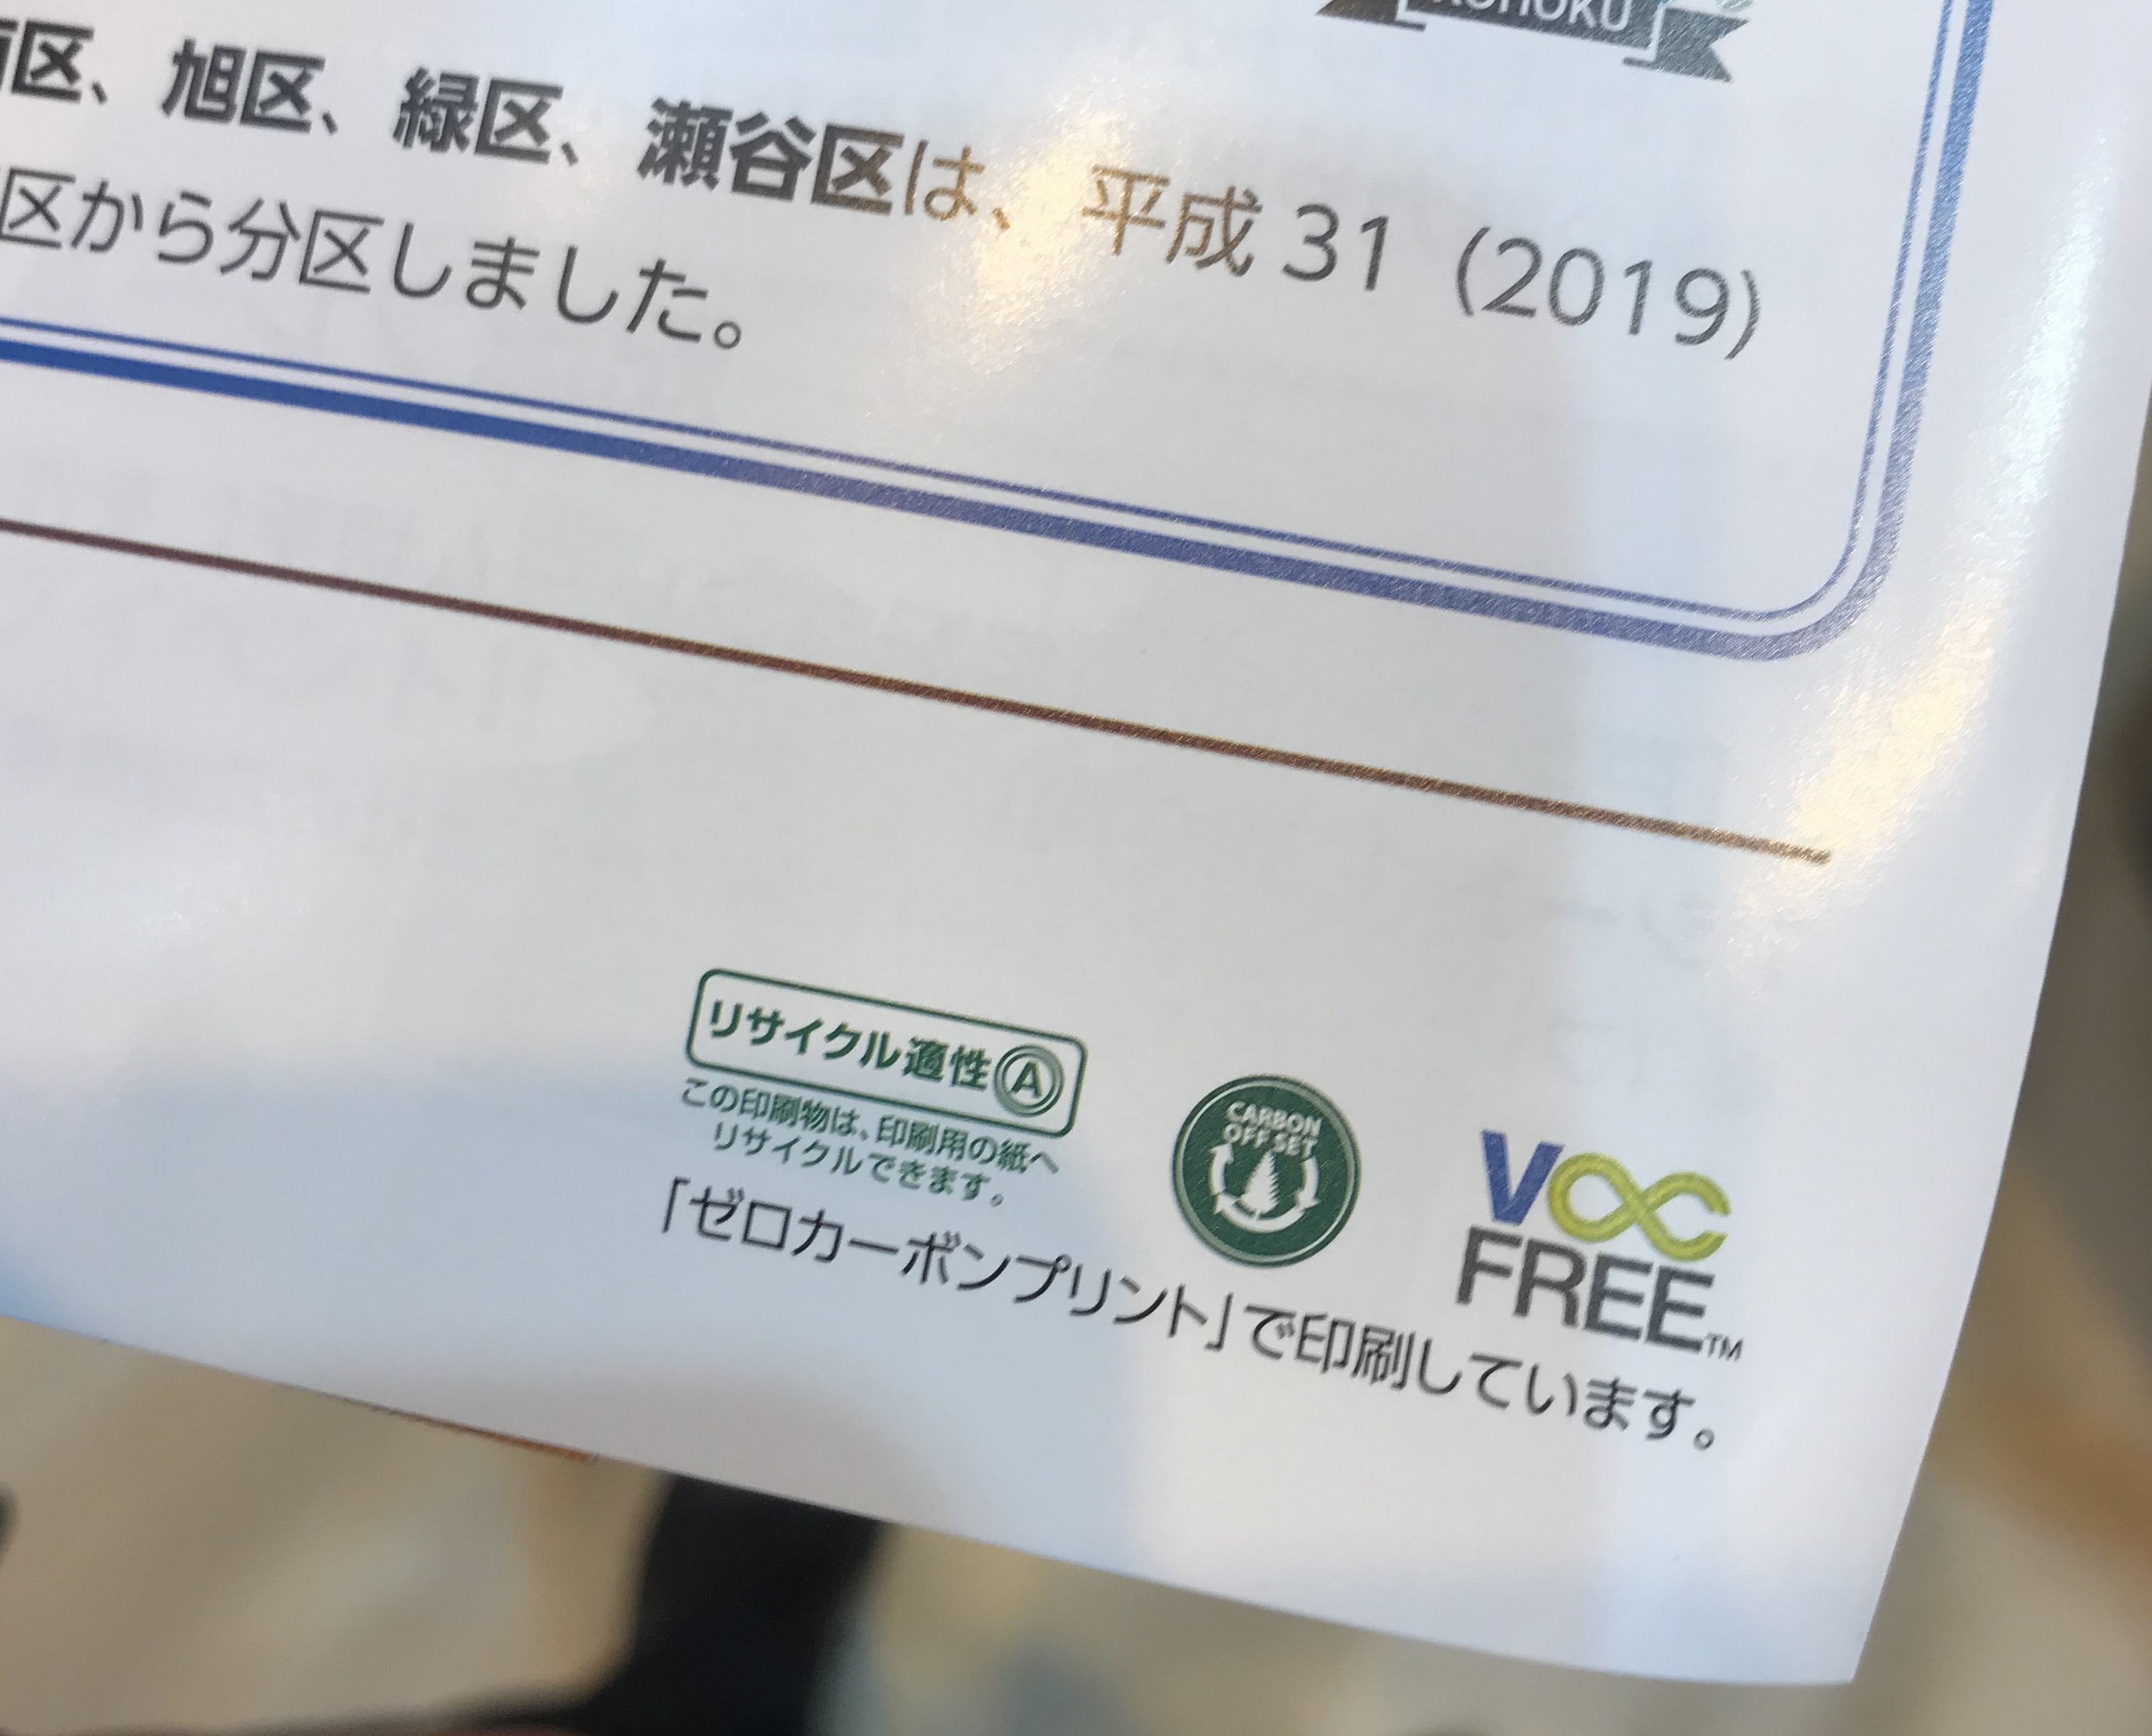 区、旭区、緑区、瀬谷区は、平成 31 (2019)
区から分区しました。
リサイクル適性Ⓐ
この印刷物は、印刷用の紙へ
リサイクルできます。
CARBON
OFFSET
VOC
FREE™
「ゼロカーボンプリント」で印刷しています。